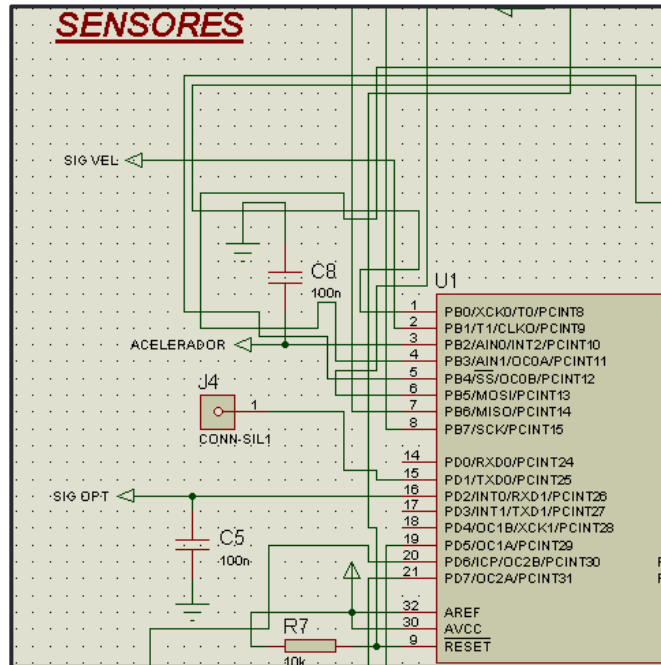 SENSORES
SIG VEL
C8
100n
U1
ACELERADOR
J4
1
CONN-SIL1
SIG OPT
C5
100n
R7
10k
1 PB0/XCK0/T0/PCINT8
2 PB1/T1/CLKO/PCINT9
3 PB2/AIN0/INT2/PCINT10
4 PB3/AIN1/OC0A/PCINT11
5 PB4/SS/OC0B/PCINT12
6 PB5/MOSI/PCINT13
7 PB6/MISO/PCINT14
8 PB7/SCK/PCINT15
14 PD0/RXD0/PCINT24
15 PD1/TXD0/PCINT25
16 PD2/INT0/RXD1/PCINT26
17 PD3/INT1/TXD1/PCINT27
18 PD4/OC1B/XCK1/PCINT28
19 PD5/OC1A/PCINT29
20 PD6/ICP/OC2B/PCINT30
21 PD7/OC2A/PCINT31
32 AREF
30 AVCC
9 RESET